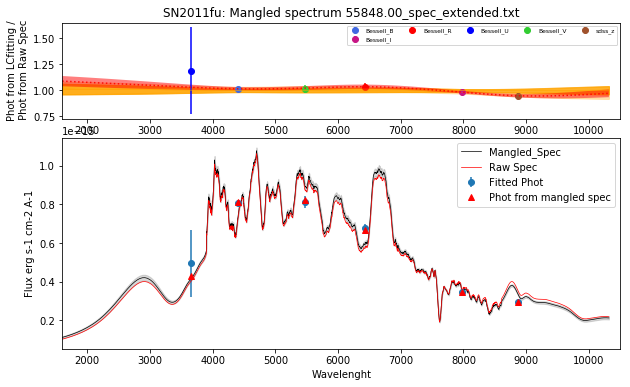 SN2011fu: Mangled spectrum 55848.00_spec_extended.txt
Phot from LCfitting /
Phot from Raw Spec
1.50
1.25
1.00
0.75
Bessell_B
Bessell_R
Bessell_U
Bessell_V
sdss_z
Bessell_I
2000 3000 4000 5000 6000 7000 8000 9000 10000
1e-15
Flux erg s-1 cm-2 A-1
1.0
0.8
0.6
0.4
0.2
Mangled_Spec
Raw Spec
Fitted Phot
Phot from mangled spec
2000 3000 4000 5000 6000 7000 8000 9000 10000
Wavelenght